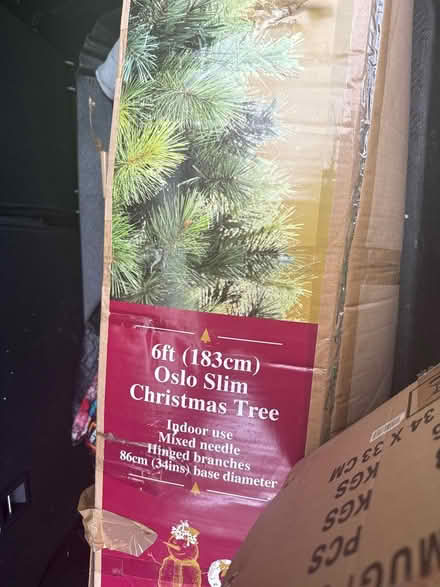 6ft (183cm)
Oslo Slim
Christmas Tree
Indoor use
Mixed needle
Hinged branches
86cm (34ins) base diameter
34 X 33 CM
KGS
KGS
PCS
MUG